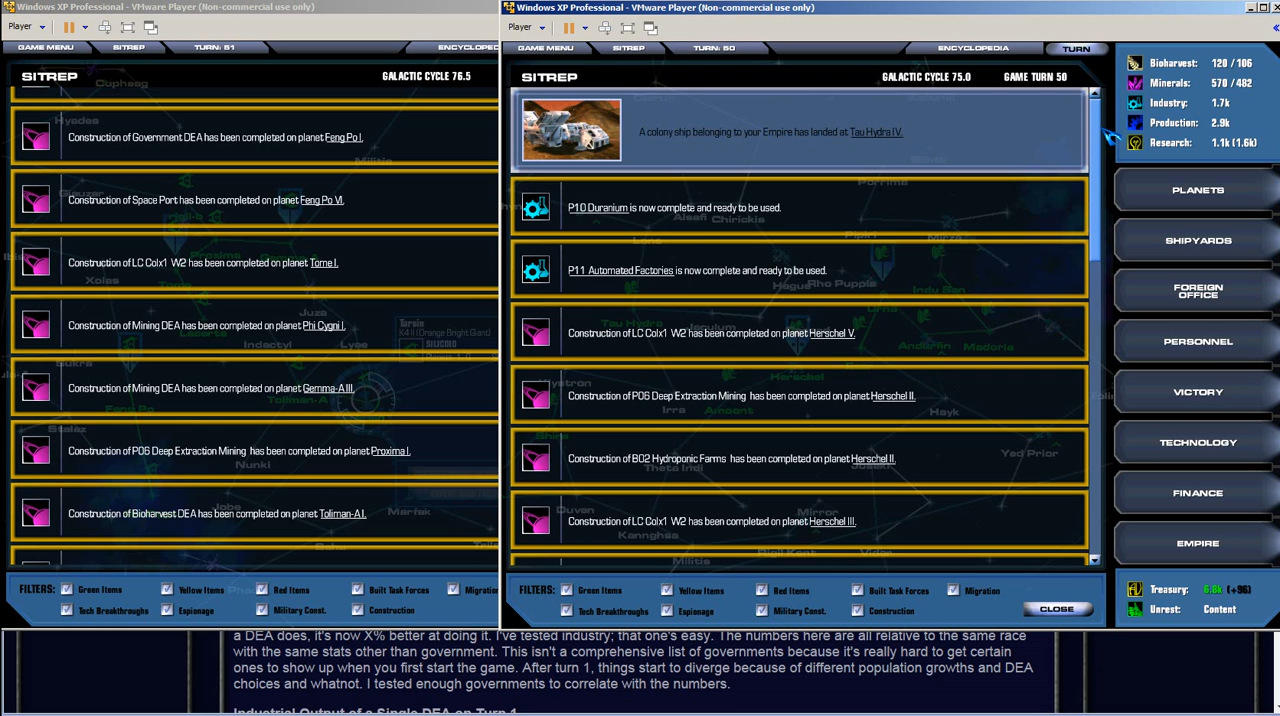 Windows XP Professional - VMware Player (Non-commercial use only)
Player
GAME MENU SITREP TURN: 51 ENCYCLOPED
SITREP GALACTIC CYCLE 76.5
Construction of Government DEA has been completed on planet Feng Po I.
Construction of Space Port has been completed on planet Feng Po VI.
Construction of LC Colx1 W2 has been completed on planet Tome I.
Construction of Mining DEA has been completed on planet Phi Cygni I.
Construction of Mining DEA has been completed on planet Gemma-A III.
Construction of P06 Deep Extraction Mining has been completed on planet Proxima I.
Construction of Bioharvest DEA has been completed on planet Toliman-A I.
FILTERS: Green Items Yellow Items Red Items Built Task Forces Migration
Tech Breakthroughs Espionage Military Const. Construction
Windows XP Professional - VMware Player (Non-commercial use only)
Player
GAME MENU SITREP TURN: 50 ENCYCLOPEDIA TURN
SITREP GALACTIC CYCLE 75.0 GAME TURN 50
A colony ship belonging to your Empire has landed at Tau Hydra IV.
P10 Duranium is now complete and ready to be used.
P11 Automated Factories is now complete and ready to be used.
Construction of LC Colx1 W2 has been completed on planet Herschel V.
Construction of P06 Deep Extraction Mining has been completed on planet Herschel II.
Construction of B02 Hydroponic Farms has been completed on planet Herschel II.
Construction of LC Colx1 W2 has been completed on planet Herschel III.
FILTERS: Green Items Yellow Items Red Items Built Task Forces Migration
Tech Breakthroughs Espionage Military Const. Construction
CLOSE
Bioharvest: 120 / 106
Minerals: 570 / 482
Industry: 1.7k
Production: 2.9k
Research: 1.1k (1.6k)
PLANETS
SHIPYARDS
FOREIGN
OFFICE
PERSONNEL
VICTORY
TECHNOLOGY
FINANCE
EMPIRE
Treasury: 6.8k (+96)
Unrest: Content
a DEA does, it's now X% better at doing it. I've tested industry; that one's easy. The numbers here are all relative to the same race
with the same stats other than government. This isn't a comprehensive list of governments because it's really hard to get certain
ones to show up when you first start the game. After turn 1, things start to diverge because of different population growths and DEA
choices and whatnot. I tested enough governments to correlate with the numbers.
Industrial Output of a Single DEA on Turn 1